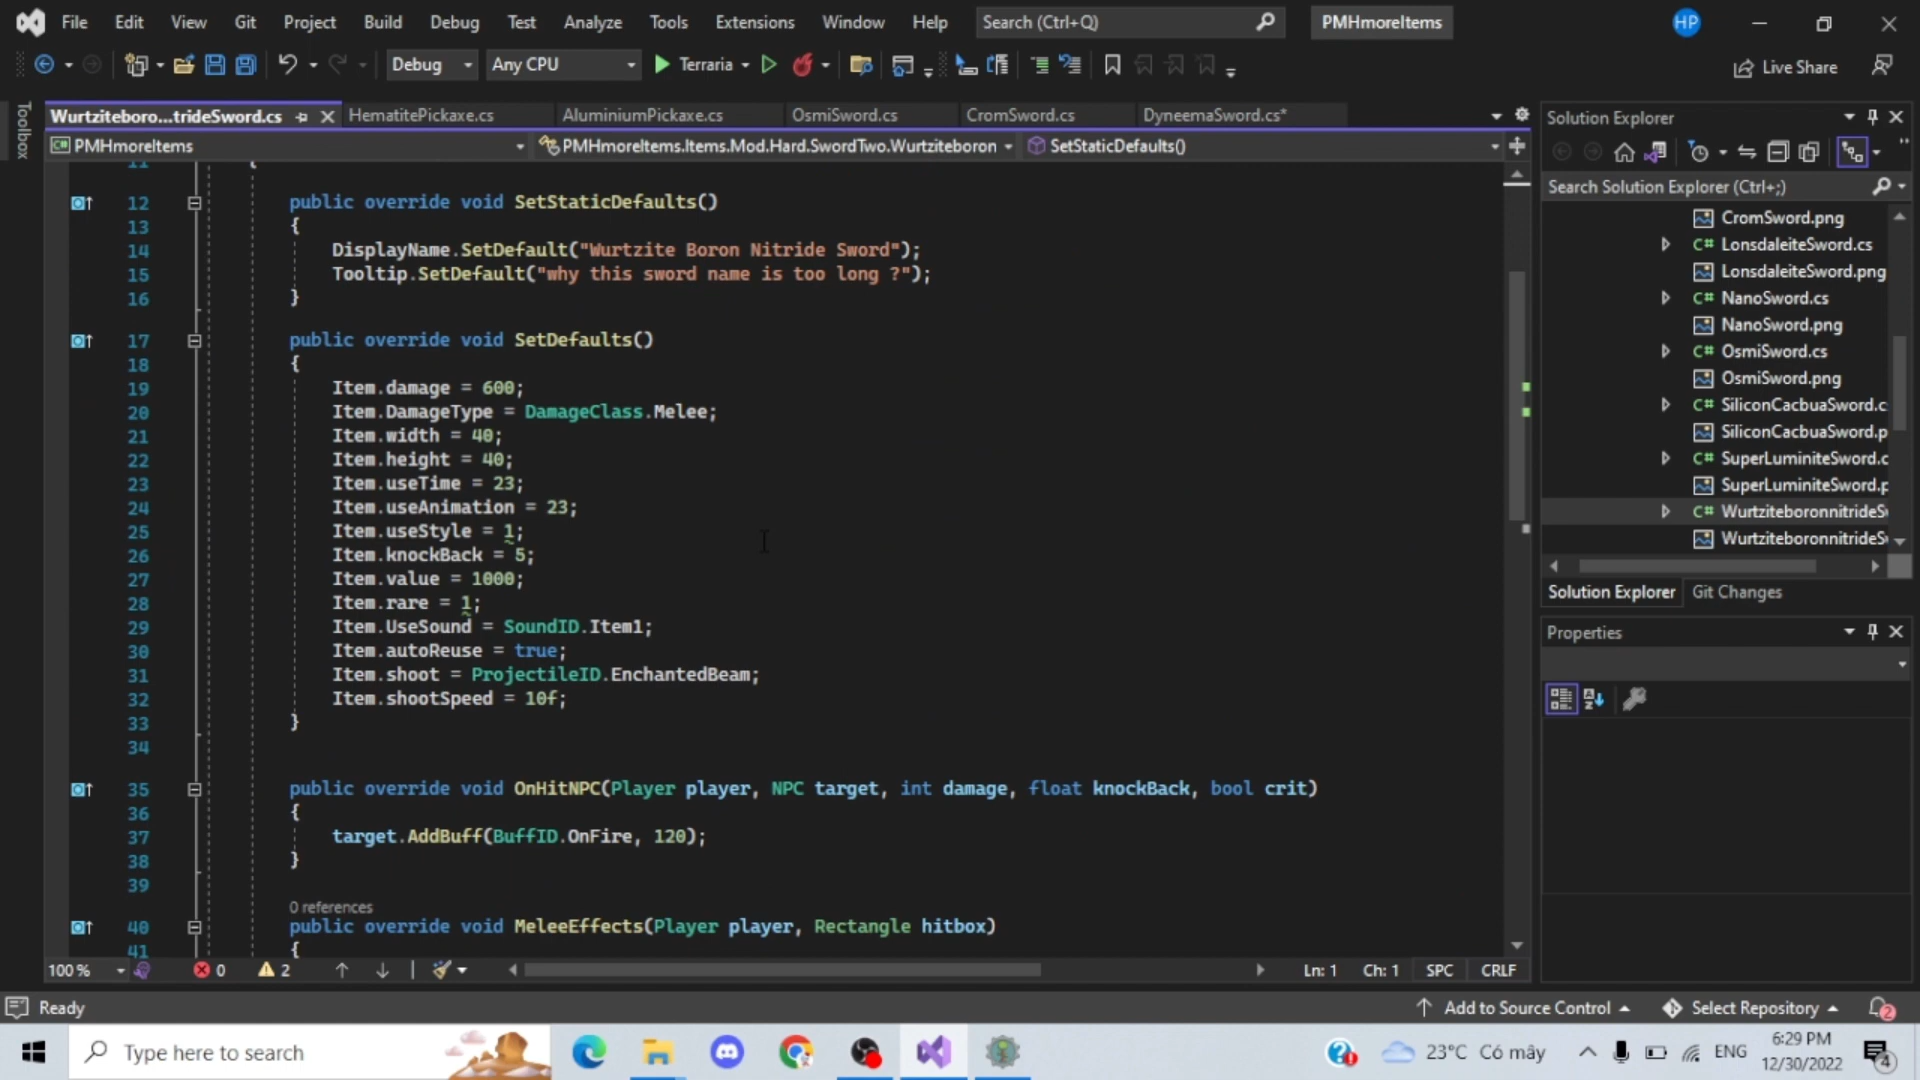 File Edit View Git Project Build Debug Test Analyze Tools Extensions Window Help Search (Ctrl+Q) PMHmoreItems HP
Debug Any CPU Terraria Live Share
Toolbox
Wurtziteboro...trideSword.cs HematitePickaxe.cs AluminiumPickaxe.cs OsmiSword.cs CromSword.cs DyneemaSword.cs*
PMHmoreItems PMHmoreItems.Items.Mod.Hard.SwordTwo.Wurtziteboron SetStaticDefaults()
11 {
12 public override void SetStaticDefaults()
13 {
14 DisplayName.SetDefault("Wurtzite Boron Nitride Sword");
15 Tooltip.SetDefault("why this sword name is too long ?");
16 }
17 public override void SetDefaults()
18 {
19 Item.damage = 600;
20 Item.DamageType = DamageClass.Melee;
21 Item.width = 40;
22 Item.height = 40;
23 Item.useTime = 23;
24 Item.useAnimation = 23;
25 Item.useStyle = 1;
26 Item.knockBack = 5;
27 Item.value = 1000;
28 Item.rare = 1;
29 Item.UseSound = SoundID.Item1;
30 Item.autoReuse = true;
31 Item.shoot = ProjectileID.EnchantedBeam;
32 Item.shootSpeed = 10f;
33 }
34
35 public override void OnHitNPC(Player player, NPC target, int damage, float knockBack, bool crit)
36 {
37 target.AddBuff(BuffID.OnFire, 120);
38 }
39
0 references
40 public override void MeleeEffects(Player player, Rectangle hitbox)
41 {
100 % 0 2 Ln: 1 Ch: 1 SPC CRLF
Solution Explorer
Search Solution Explorer (Ctrl+;)
CromSword.png
C# LonsdaleiteSword.cs
LonsdaleiteSword.png
C# NanoSword.cs
NanoSword.png
C# OsmiSword.cs
OsmiSword.png
C# SiliconCacbuaSword.c
SiliconCacbuaSword.p
C# SuperLuminiteSword.c
SuperLuminiteSword.p
C# WurtziteboronnitrideS
WurtziteboronnitrideS
Solution Explorer Git Changes
Properties
Ready Add to Source Control Select Repository 2
Type here to search 23°C Có mây ENG 6:29 PM
12/30/2022 4